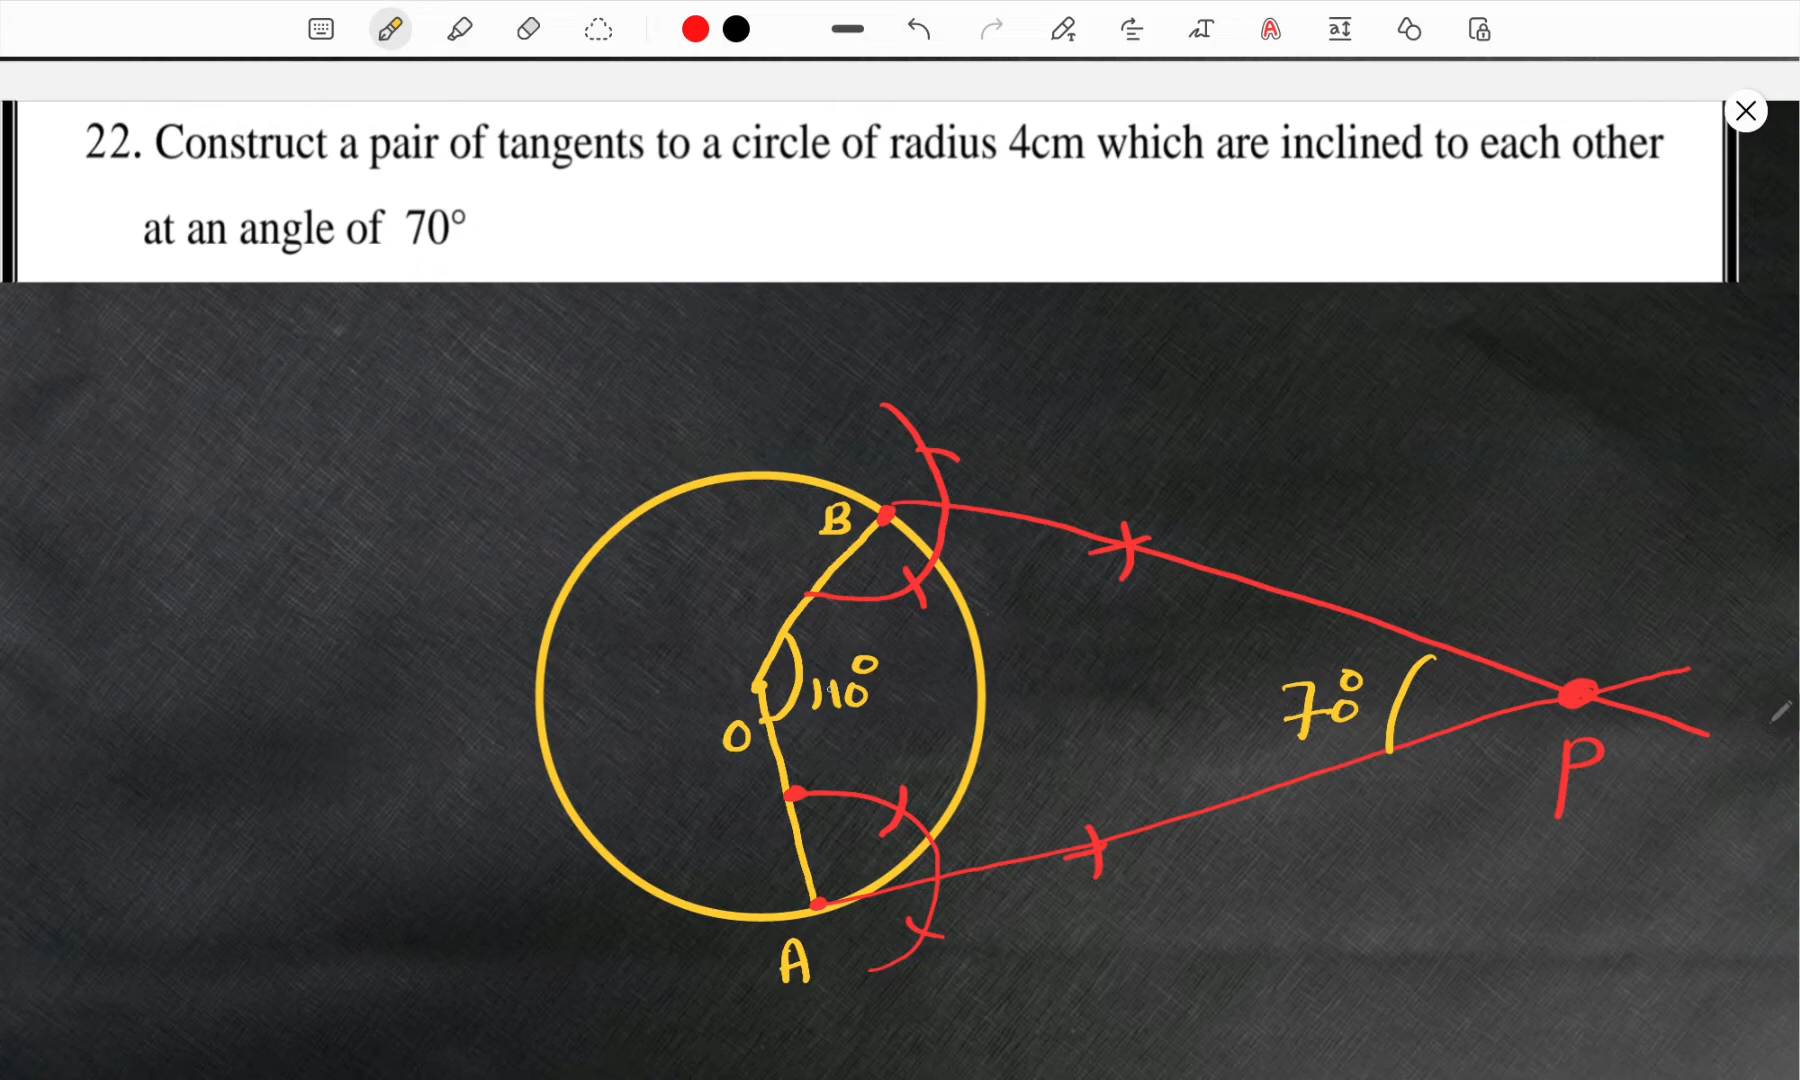 22. Construct a pair of tangents to a circle of radius 4cm which are inclined to each other
at an angle of 70°
B
110°
O
70°
P
A